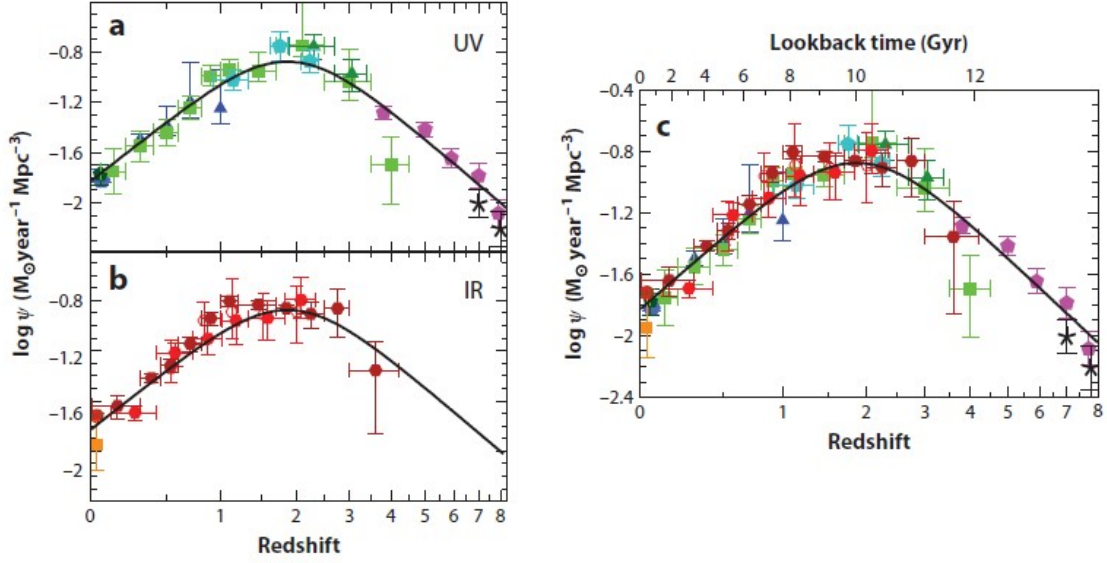 a
UV
−0.8
−1.2
−1.6
−2
log ψ (M⊙ year−1 Mpc−3)
b
IR
−0.8
−1.2
−1.6
−2
0 1 2 3 4 5 6 7 8
Redshift
Lookback time (Gyr)
0 2 4 6 8 10 12
c
−0.4
−0.8
−1.2
−1.6
−2
−2.4
log ψ (M⊙ year−1 Mpc−3)
0 1 2 3 4 5 6 7 8
Redshift